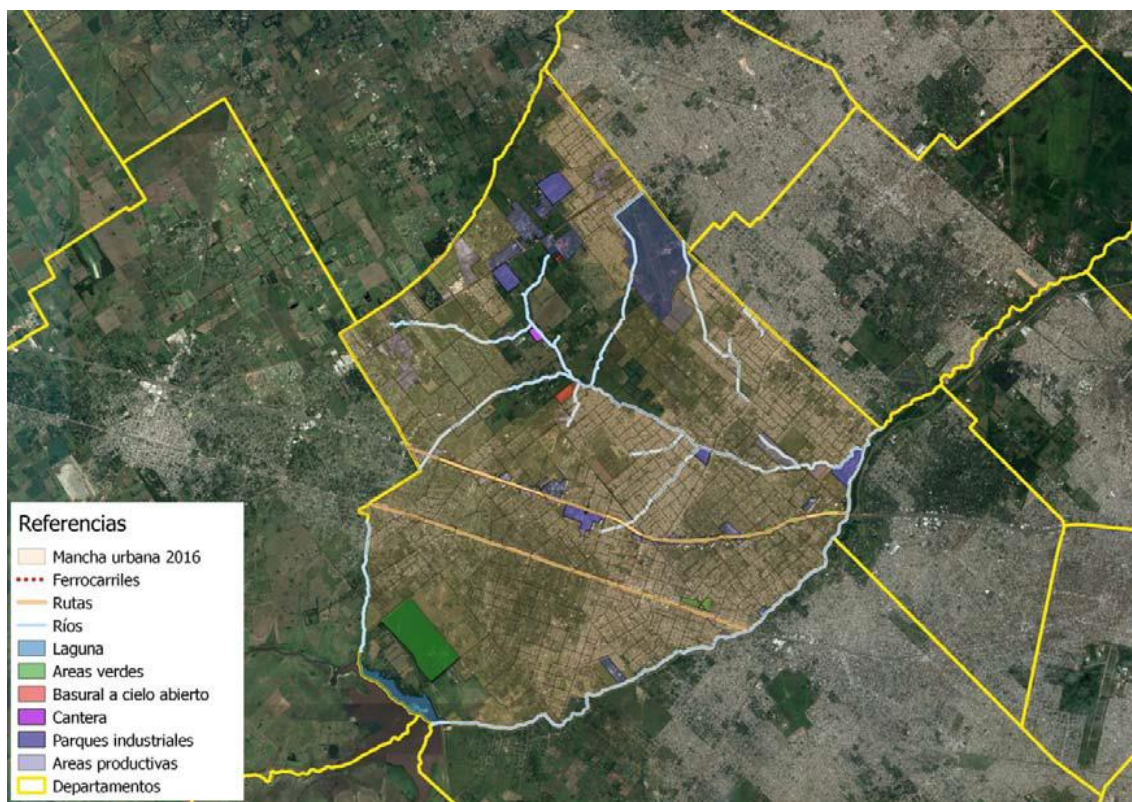 Referencias
Mancha urbana 2016
Ferrocarriles
Rutas
Ríos
Laguna
Areas verdes
Basural a cielo abierto
Cantera
Parques industriales
Areas productivas
Departamentos